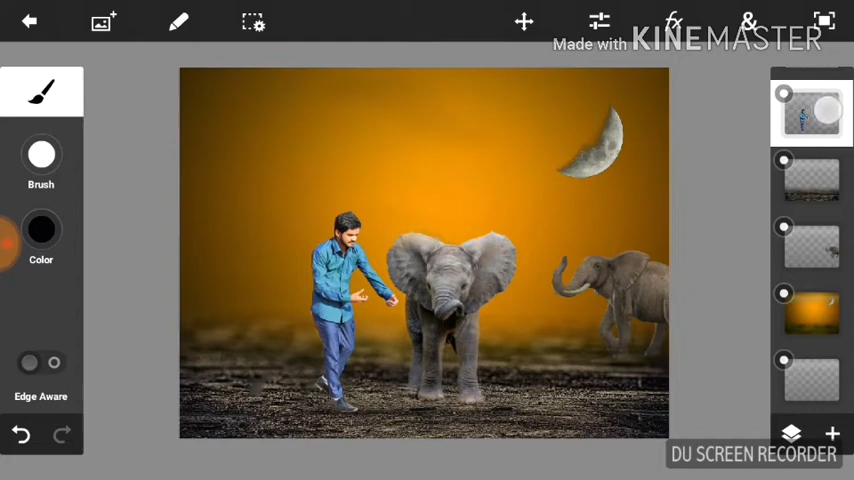 Made with KINEMASTER
Brush
Color
Edge Aware
DU SCREEN RECORDER